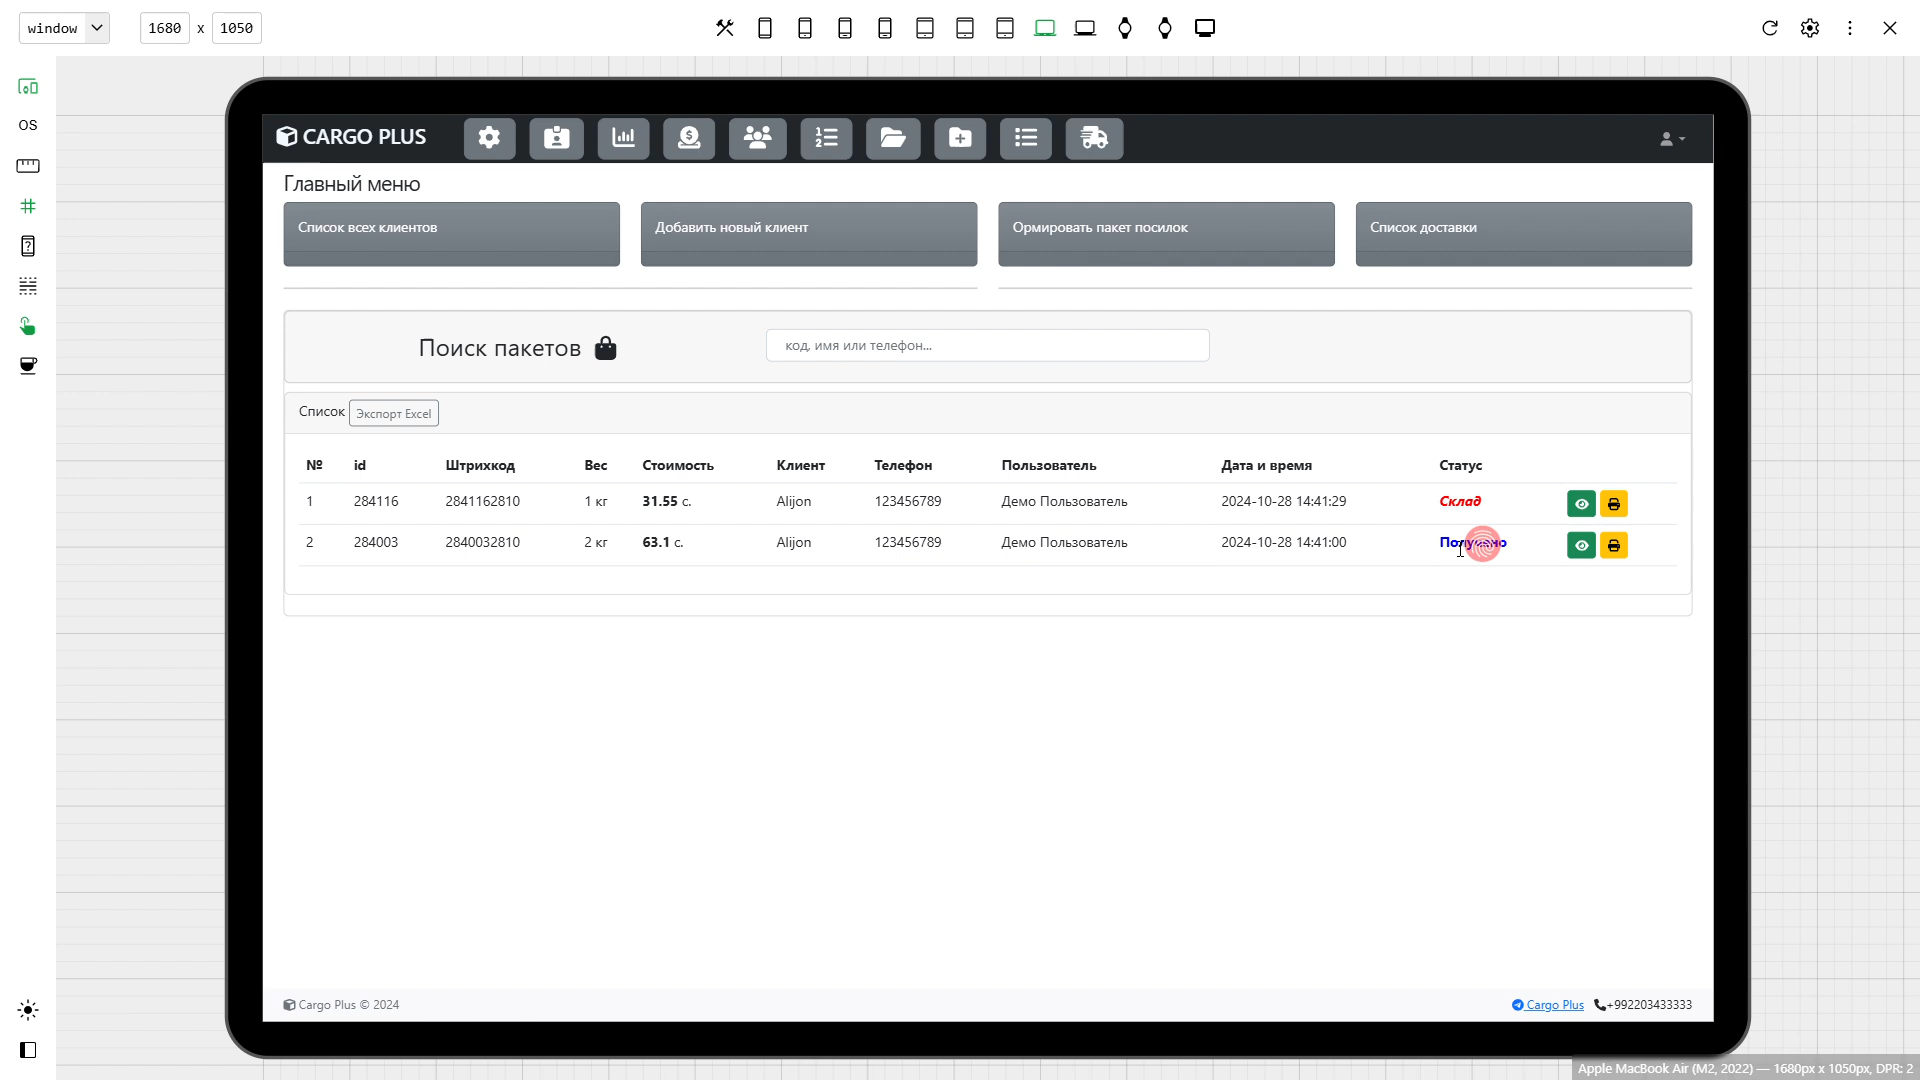 window 1680 x 1050
OS
CARGO PLUS
Главный меню
Список всех клиентов
Добавить новый клиент
Ормировать пакет посилок
Список доставки
Поиск пакетов
код, имя или телефон...
Список Экспорт Excel
№ id Штрихкод Вес Стоимость Клиент Телефон Пользователь Дата и время Статус
1 284116 2841162810 1 кг 31.55 с. Alijon 123456789 Демо Пользователь 2024-10-28 14:41:29 Склад
2 284003 2840032810 2 кг 63.1 с. Alijon 123456789 Демо Пользователь 2024-10-28 14:41:00 Получено
Cargo Plus © 2024
Cargo Plus +992203433333
Apple MacBook Air (M2, 2022) — 1680px x 1050px, DPR: 2